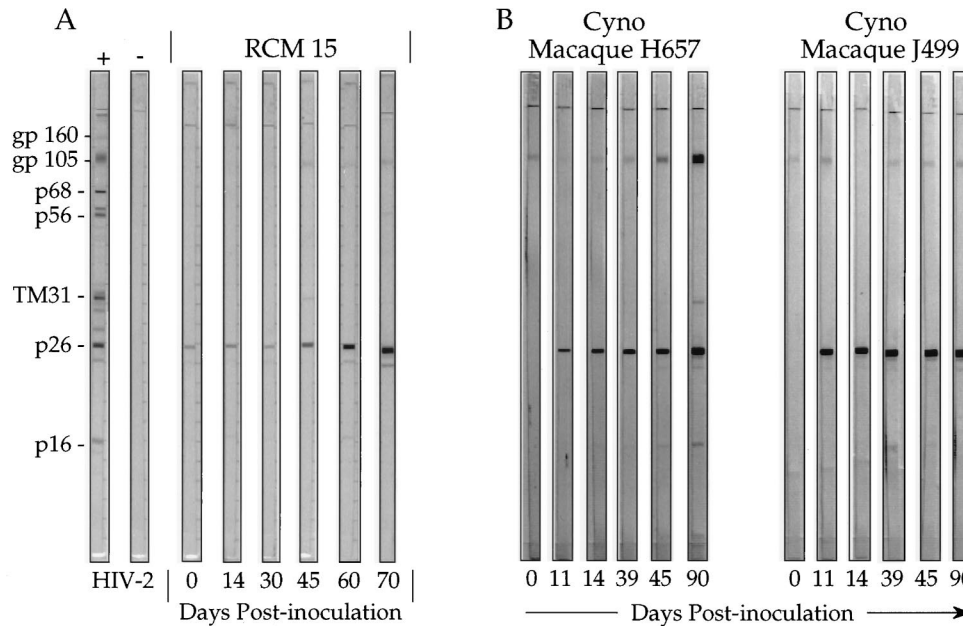 A
B
RCM 15
Cyno
Macaque H657
Cyno
Macaque J499
+ -
gp 160 -
gp 105 -
p68 -
p56 -
TM31 -
p26 -
p16 -
HIV-2
0 14 30 45 60 70
Days Post-inoculation
0 11 14 39 45 90
0 11 14 39 45 90
Days Post-inoculation